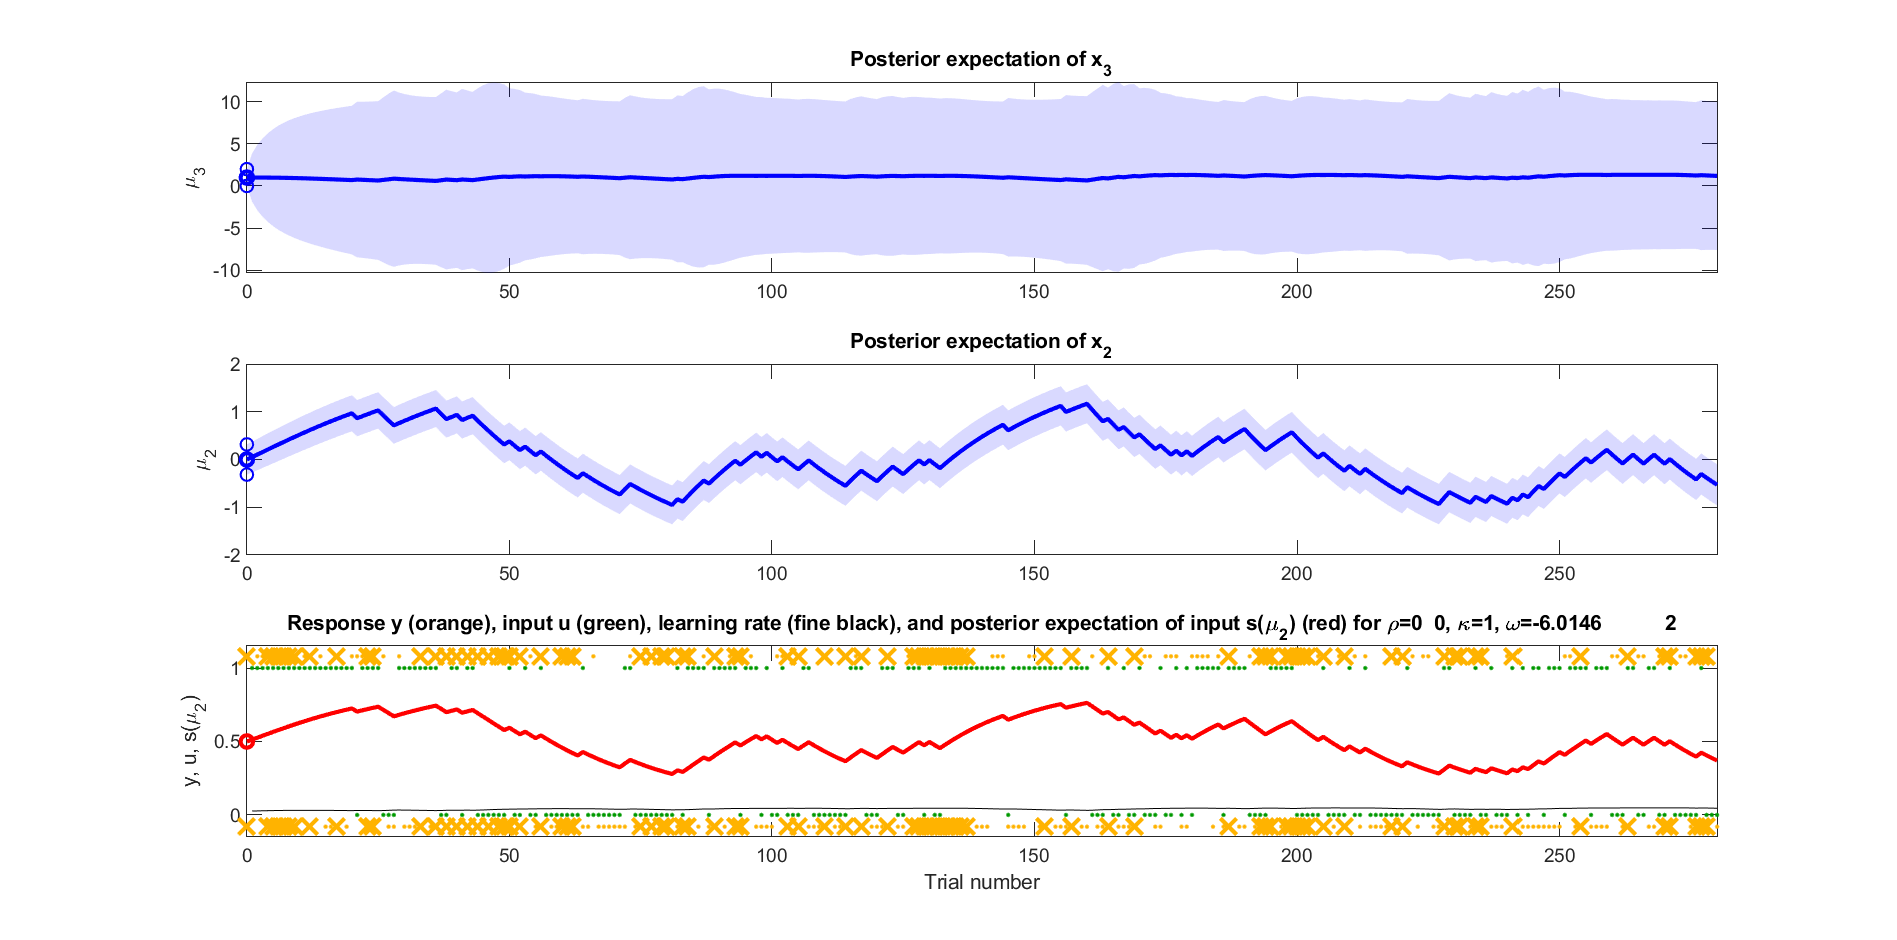 Posterior expectation of x3
10
5
0
-5
-10
μ3
0 50 100 150 200 250
Posterior expectation of x2
2
1
0
-1
-2
μ2
0 50 100 150 200 250
Response y (orange), input u (green), learning rate (fine black), and posterior expectation of input s(μ2) (red) for ρ=0 0, κ=1, ω=-6.0146 2
1
0.5
0
y, u, s(μ2)
0 50 100 150 200 250
Trial number